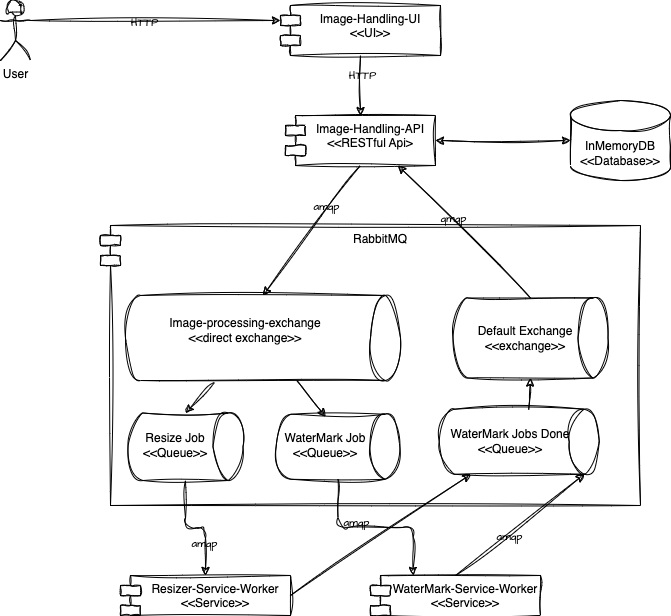 Image-Handling-UI
<<UI>>
HTTP
User
HTTP
Image-Handling-API
<<RESTful Api>
InMemoryDB
<<Database>>
amqp
amqp
RabbitMQ
Image-processing-exchange
<<direct exchange>>
Default Exchange
<<exchange>>
Resize Job
<<Queue>>
WaterMark Job
<<Queue>>
WaterMark Jobs Done
<<Queue>>
amqp
amqp
amqp
Resizer-Service-Worker
<<Service>>
WaterMark-Service-Worker
<<Service>>